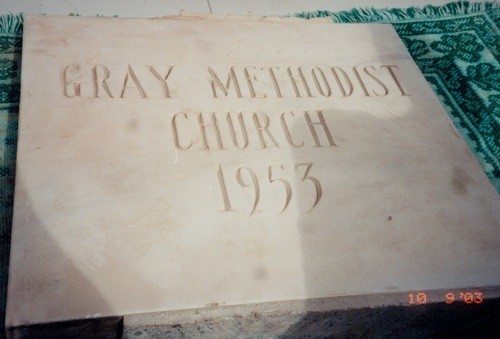 GRAY METHODIST
CHURCH
1953
10 9 '03